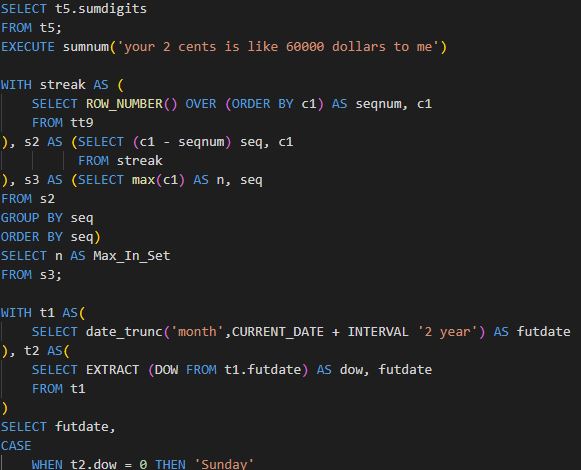 SELECT t5.sumdigits
FROM t5;
EXECUTE sumnum('your 2 cents is like 60000 dollars to me')
WITH streak AS (
SELECT ROW_NUMBER() OVER (ORDER BY c1) AS seqnum, c1
FROM tt9
), s2 AS (SELECT (c1 - seqnum) seq, c1
FROM streak
), s3 AS (SELECT max(c1) AS n, seq
FROM s2
GROUP BY seq
ORDER BY seq)
SELECT n AS Max_In_Set
FROM s3;
WITH t1 AS(
SELECT date_trunc('month',CURRENT_DATE + INTERVAL '2 year') AS futdate
), t2 AS(
SELECT EXTRACT (DOW FROM t1.futdate) AS dow, futdate
FROM t1
)
SELECT futdate,
CASE
WHEN t2.dow = 0 THEN 'Sunday'